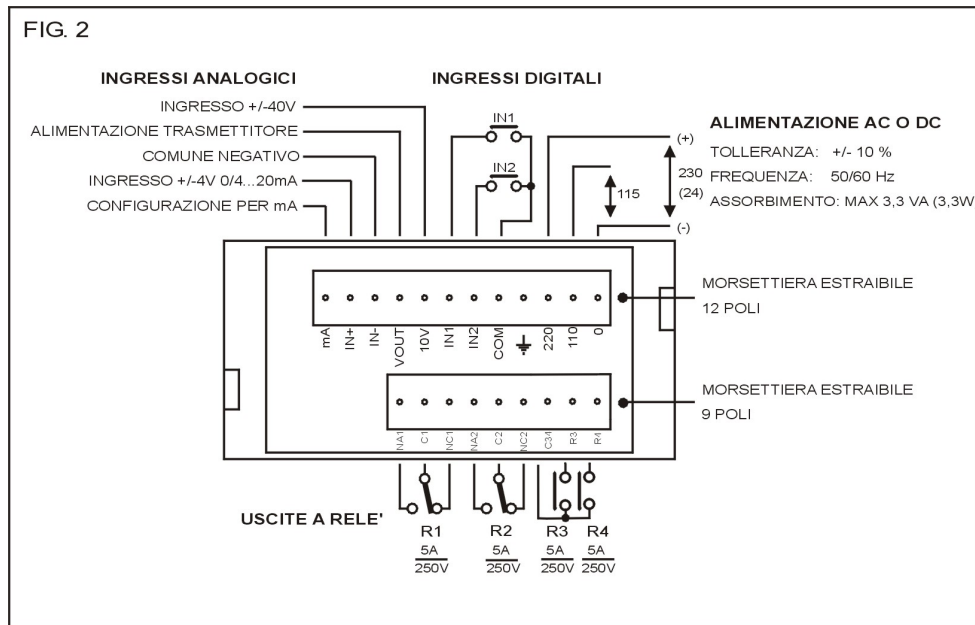 FIG. 2
INGRESSI ANALOGICI
INGRESSO +/-40V
ALIMENTAZIONE TRASMETTITORE
COMUNE NEGATIVO
INGRESSO +/-4V 0/4...20mA
CONFIGURAZIONE PER mA
INGRESSI DIGITALI
IN1
IN2
(+)
115
230
(24)
(-)
ALIMENTAZIONE AC O DC
TOLLERANZA: +/- 10 %
FREQUENZA: 50/60 Hz
ASSORBIMENTO: MAX 3,3 VA (3,3W
mA
IN+
IN-
VOUT
10V
IN1
IN2
COM
220
110
0
MORSETTIERA ESTRAIBILE
12 POLI
NA1
C1
NC1
NA2
C2
NC2
C34
R3
R4
MORSETTIERA ESTRAIBILE
9 POLI
USCITE A RELE'
R1
5A
250V
R2
5A
250V
R3
5A
250V
R4
5A
250V